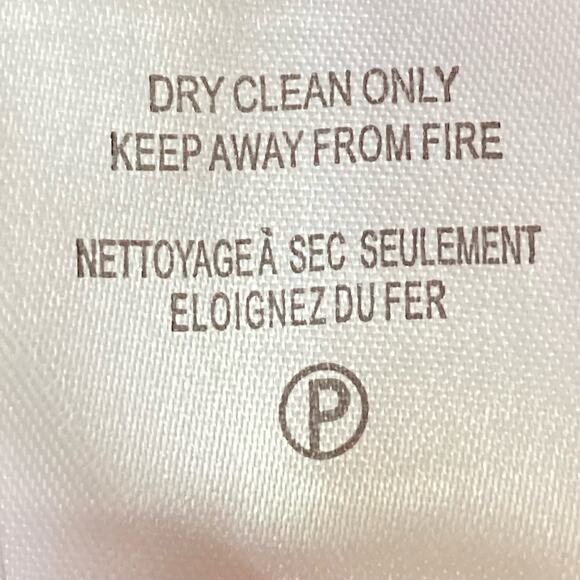 DRY CLEAN ONLY
KEEP AWAY FROM FIRE
NETTOYAGE À SEC SEULEMENT
ELOIGNEZ DU FER
P